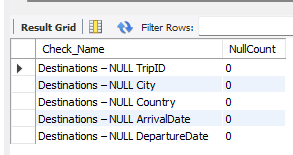 Result Grid Filter Rows:
Check_Name NullCount
Destinations – NULL TripID 0
Destinations – NULL City 0
Destinations – NULL Country 0
Destinations – NULL ArrivalDate 0
Destinations – NULL DepartureDate 0